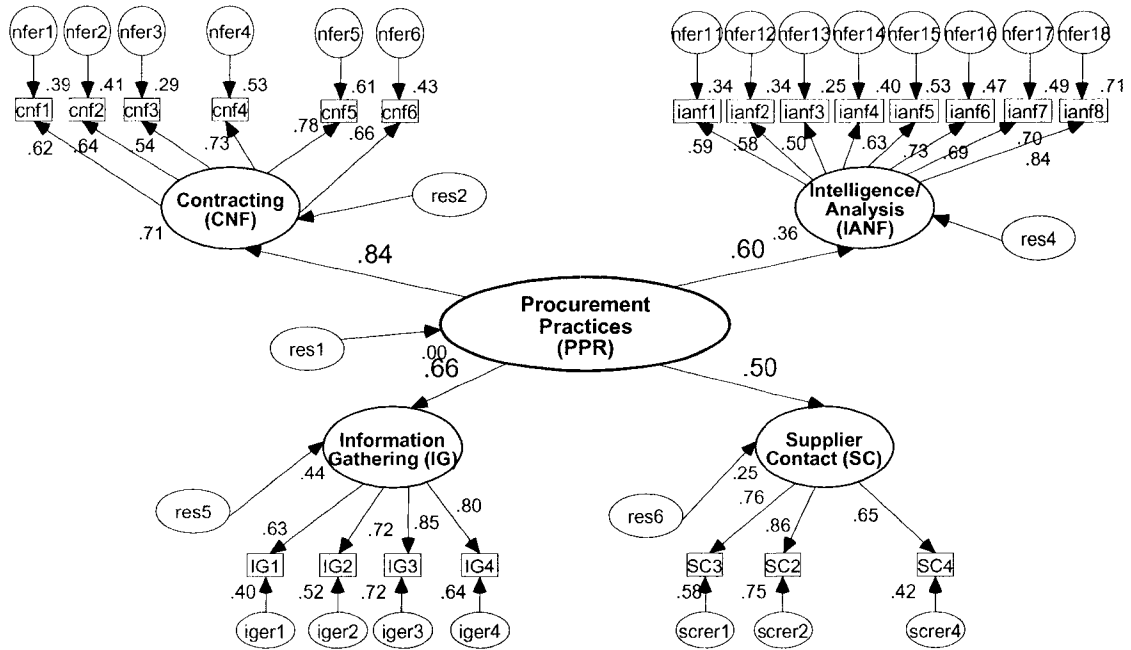 nfer1 nfer2 nfer3 nfer4 nfer5 nfer6 nfer11 nfer12 nfer13 nfer14 nfer15 nfer16 nfer17 nfer18
.39 .41 .29 .53 .61 .43 .34 .34 .25 .40 .53 .47 .49 .71
cnf1 cnf2 cnf3 cnf4 cnf5 cnf6 ianf1 ianf2 ianf3 ianf4 ianf5 ianf6 ianf7 ianf8
.62 .64 .54 .73 .78 .66 .59 .58 .50 .63 .73 .69 .70 .84
Contracting
(CNF)
.71
res2
Intelligence/
Analysis
(IANF)
.36
res4
.84
.60
Procurement
Practices
(PPR)
res1
.00
.66
.50
Information
Gathering (IG)
.44
res5
Supplier
Contact (SC)
.25
res6
.63 .72 .85 .80 .76 .86 .65
IG1 IG2 IG3 IG4 SC3 SC2 SC4
.40 .52 .72 .64 .58 .75 .42
iger1 iger2 iger3 iger4 screr1 screr2 screr4